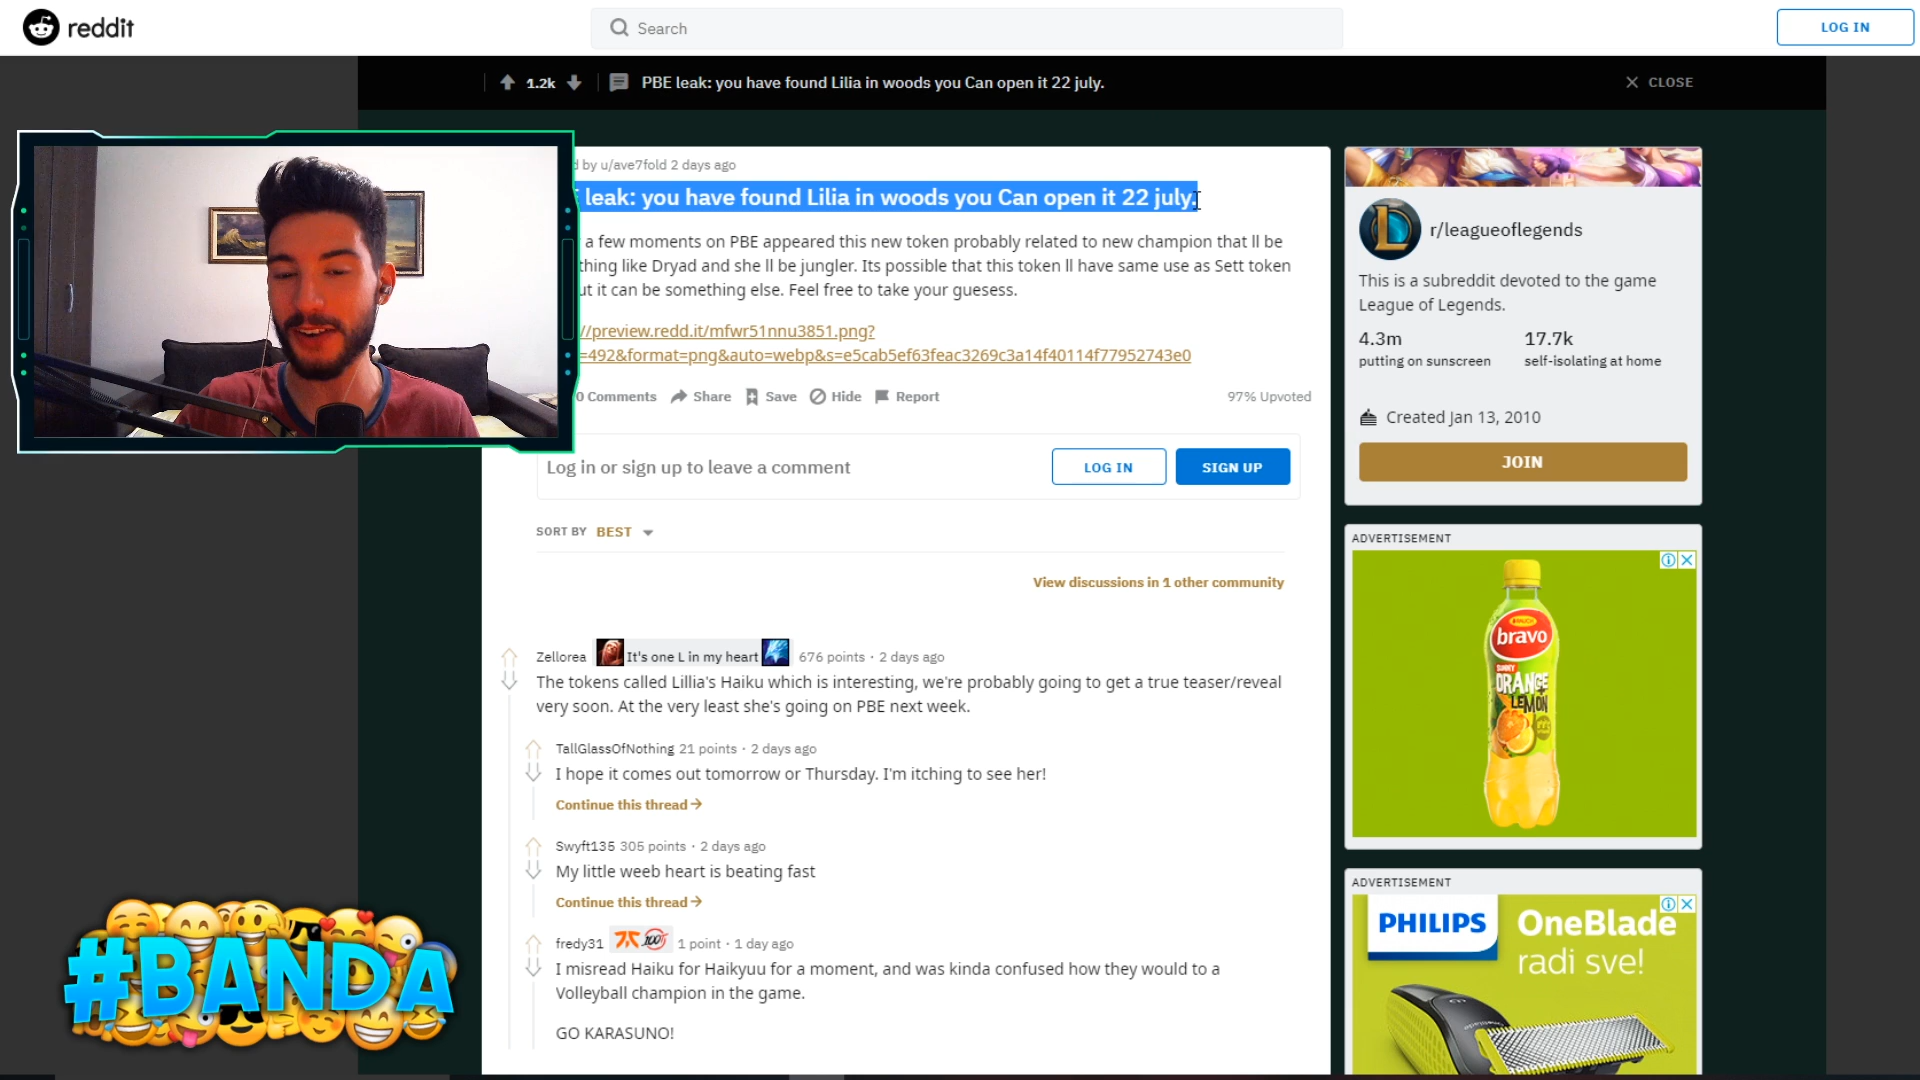 reddit
Search
LOG IN
1.2k
PBE leak: you have found Lilia in woods you Can open it 22 july.
CLOSE
by u/ave7fold 2 days ago
leak: you have found Lilia in woods you Can open it 22 july.
a few moments on PBE appeared this new token probably related to new champion that ll be
thing like Dryad and she ll be jungler. Its possible that this token ll have same use as Sett token
ut it can be something else. Feel free to take your guesess.
//preview.redd.it/mfwr51nnu3851.png?
=492&format=png&auto=webp&s=e5cab5ef63feac3269c3a14f40114f77952743e0
0 Comments
Share
Save
Hide
Report
97% Upvoted
Log in or sign up to leave a comment
LOG IN
SIGN UP
SORT BY BEST
View discussions in 1 other community
Zellorea It's one L in my heart 676 points · 2 days ago
The tokens called Lillia's Haiku which is interesting, we're probably going to get a true teaser/reveal
very soon. At the very least she's going on PBE next week.
TallGlassOfNothing 21 points · 2 days ago
I hope it comes out tomorrow or Thursday. I'm itching to see her!
Continue this thread
Swyft135 305 points · 2 days ago
My little weeb heart is beating fast
Continue this thread
fredy31 100T 1 point · 1 day ago
I misread Haiku for Haikyuu for a moment, and was kinda confused how they would to a
Volleyball champion in the game.
GO KARASUNO!
r/leagueoflegends
This is a subreddit devoted to the game
League of Legends.
4.3m
17.7k
putting on sunscreen
self-isolating at home
Created Jan 13, 2010
JOIN
ADVERTISEMENT
RAUCH
bravo
SUNNY
ORANGE
LEMON
ADVERTISEMENT
PHILIPS
OneBlade
radi sve!
#BANDA